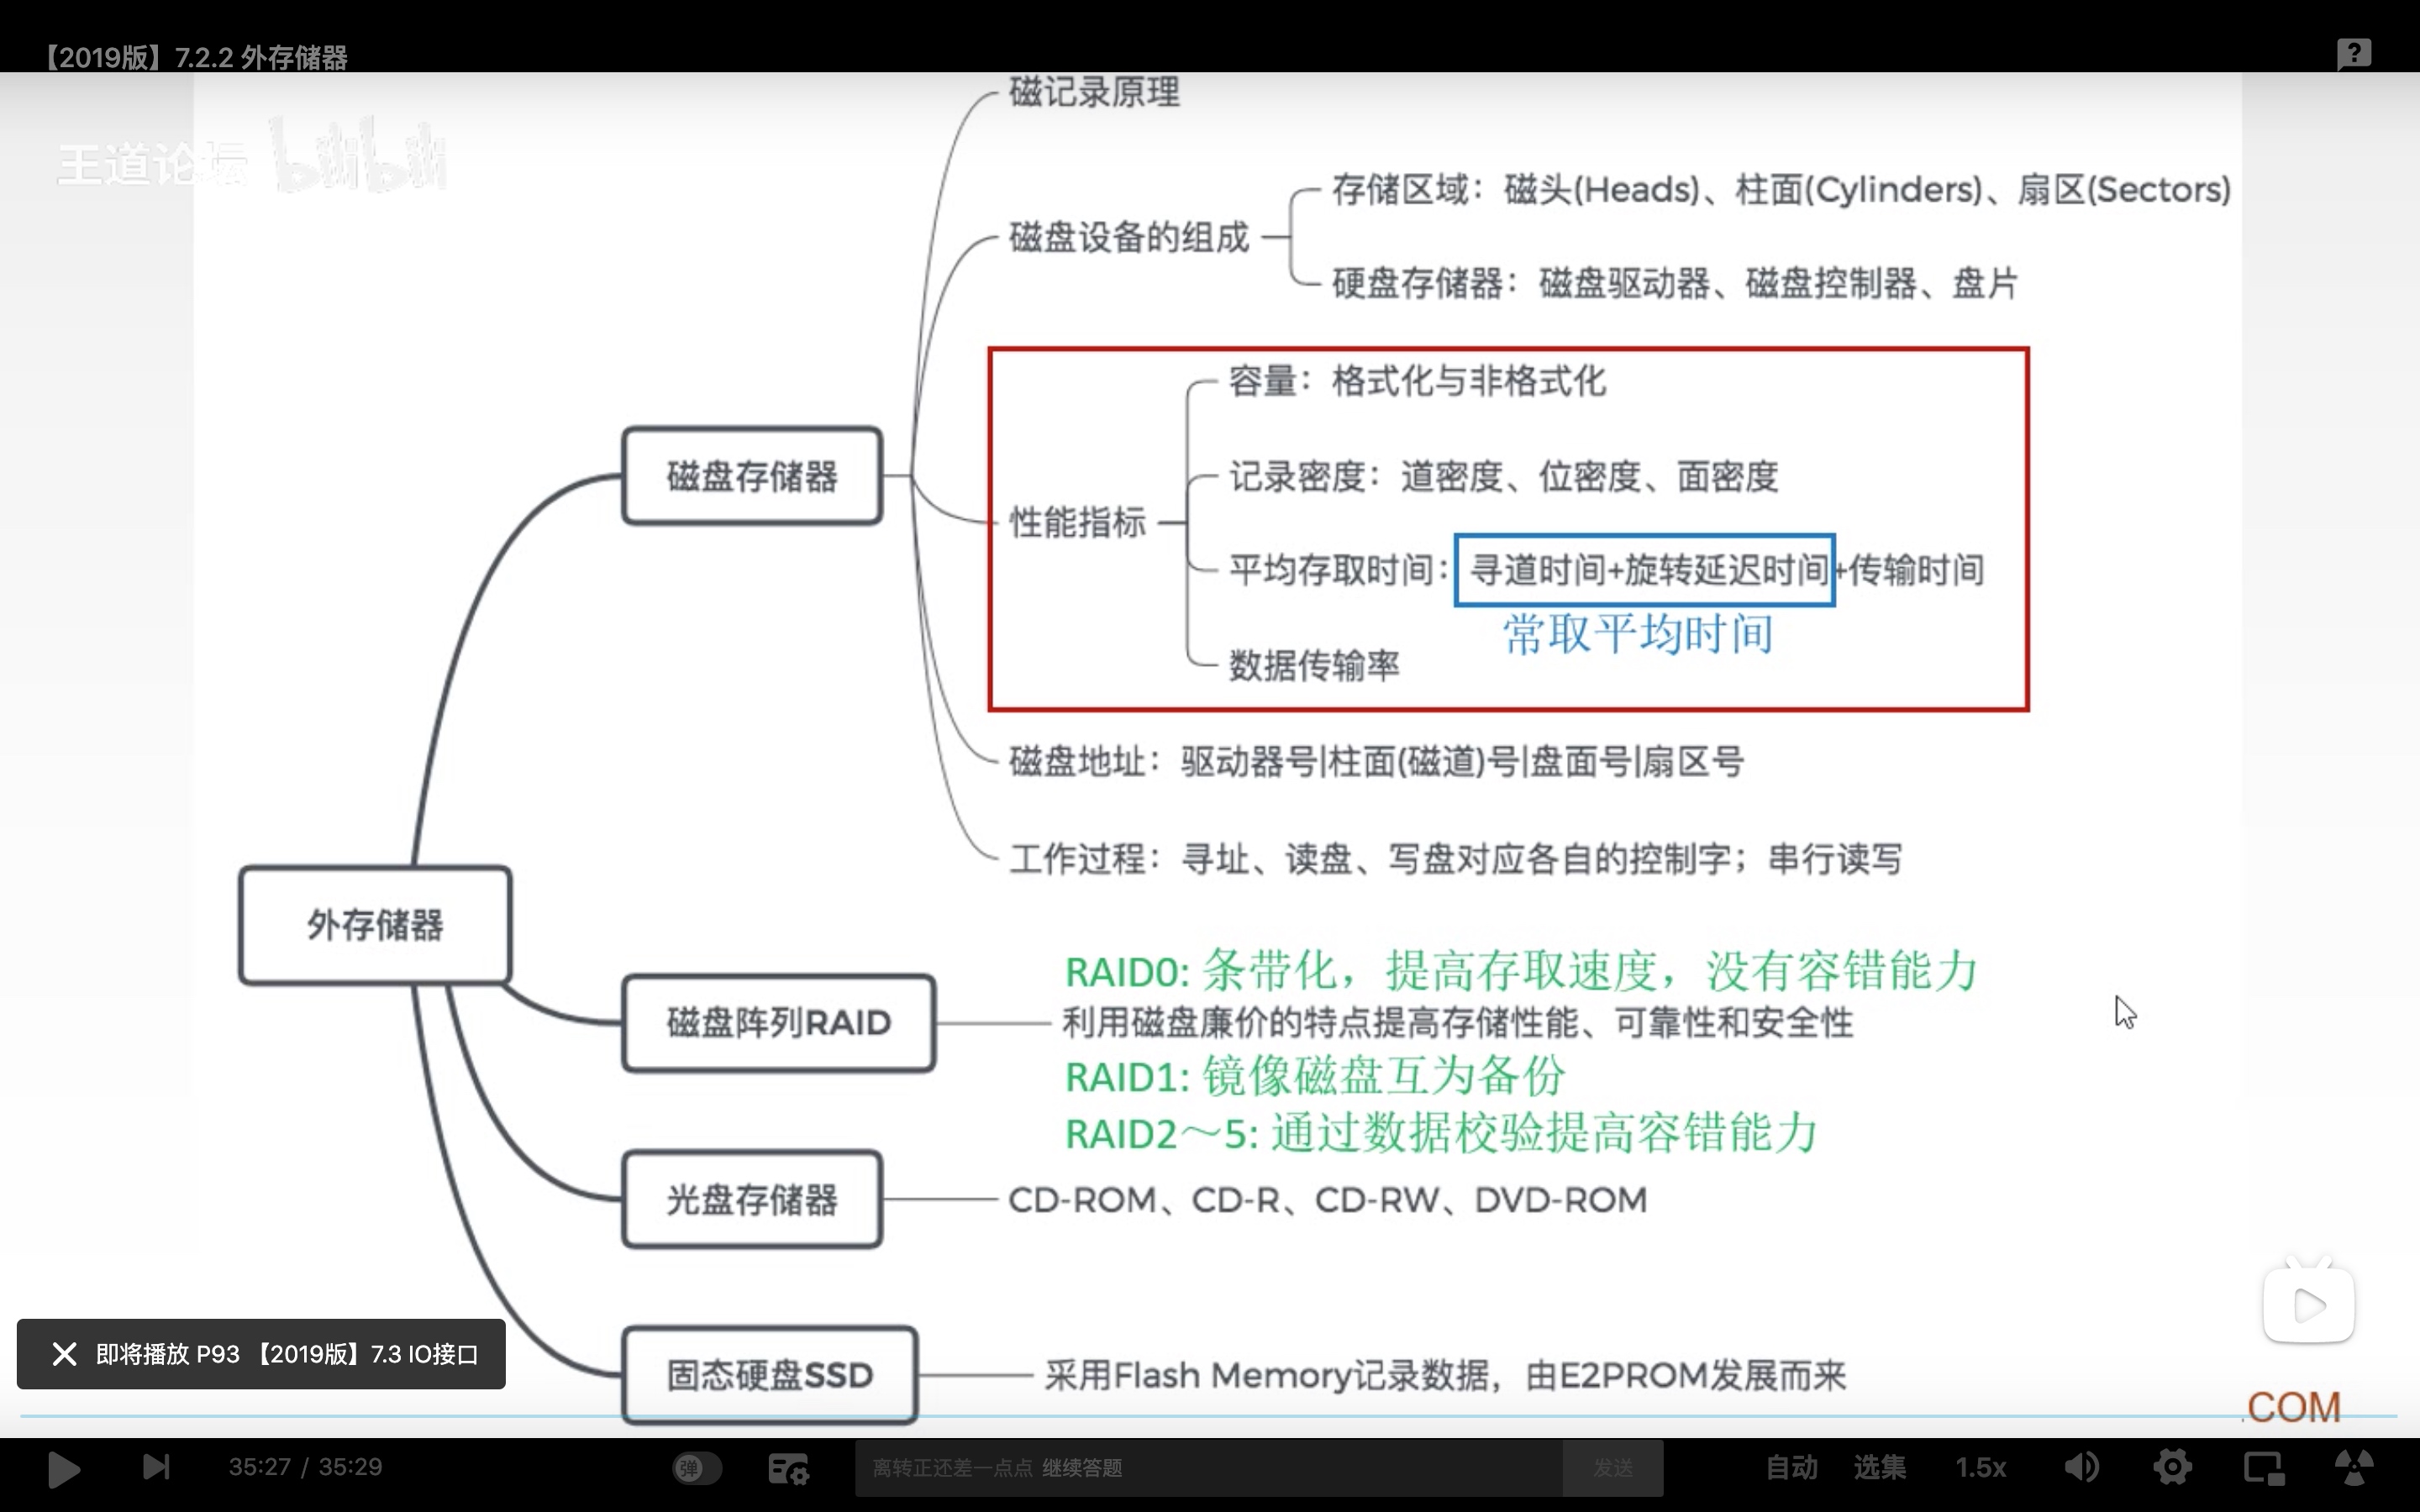 【2019版】7.2.2 外存储器
王道论坛 bilibili
磁记录原理
磁盘设备的组成
存储区域：磁头(Heads)、柱面(Cylinders)、扇区(Sectors)
硬盘存储器：磁盘驱动器、磁盘控制器、盘片
磁盘存储器
性能指标
容量：格式化与非格式化
记录密度：道密度、位密度、面密度
平均存取时间：寻道时间+旋转延迟时间+传输时间
常取平均时间
数据传输率
磁盘地址：驱动器号|柱面(磁道)号|盘面号|扇区号
工作过程：寻址、读盘、写盘对应各自的控制字；串行读写
外存储器
磁盘阵列RAID
RAID0: 条带化，提高存取速度，没有容错能力
利用磁盘廉价的特点提高存储性能、可靠性和安全性
RAID1: 镜像磁盘互为备份
RAID2～5: 通过数据校验提高容错能力
光盘存储器
CD-ROM、CD-R、CD-RW、DVD-ROM
固态硬盘SSD
采用Flash Memory记录数据，由E2PROM发展而来
即将播放 P93 【2019版】7.3 IO接口
.COM
35:27 / 35:29
弹
离转正还差一点点 继续答题
发送
自动
选集
1.5x